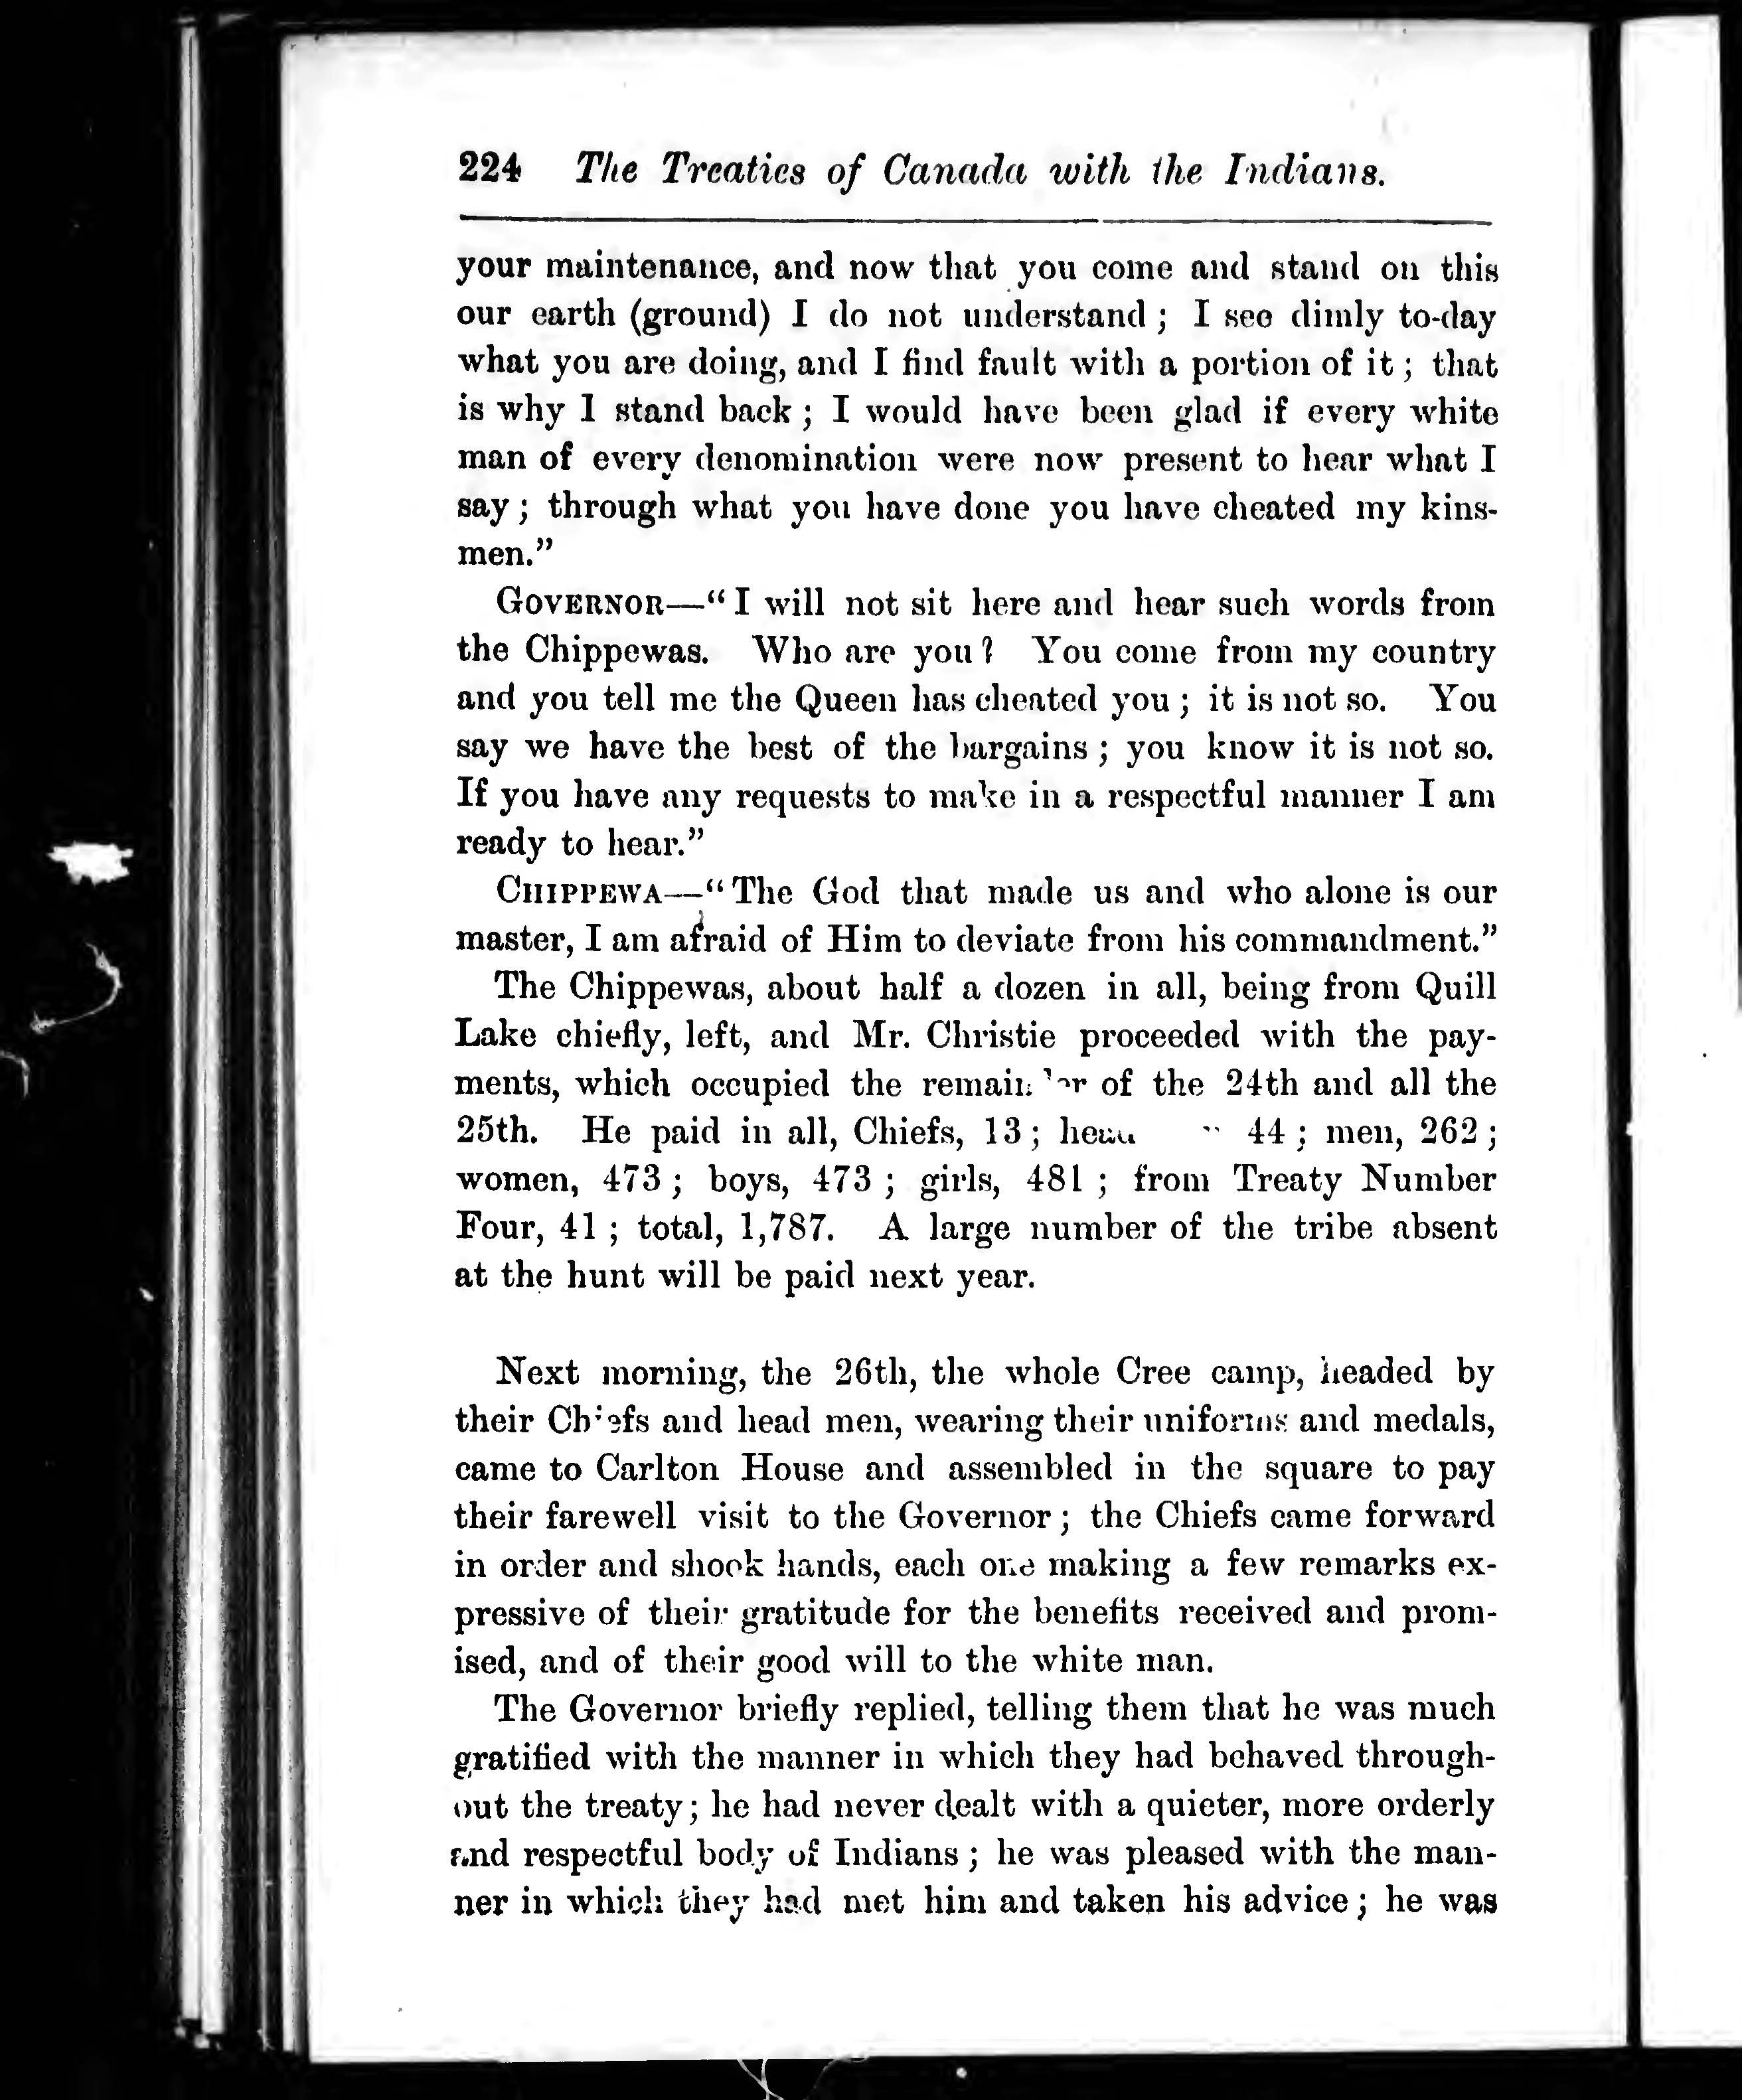 224 The Treaties of Canada with the Indians.
your maintenance, and now that you come and stand on this
our earth (ground) I do not understand ; I see dimly to-day
what you are doing, and I find fault with a portion of it ; that
is why I stand back ; I would have been glad if every white
man of every denomination were now present to hear what I
say ; through what you have done you have cheated my kins-
men.”
GOVERNOR—“ I will not sit here and hear such words from
the Chippewas. Who are you ? You come from my country
and you tell me the Queen has cheated you ; it is not so. You
say we have the best of the bargains ; you know it is not so.
If you have any requests to make in a respectful manner I am
ready to hear.”
CHIPPEWA—“ The God that made us and who alone is our
master, I am afraid of Him to deviate from his commandment.”
The Chippewas, about half a dozen in all, being from Quill
Lake chiefly, left, and Mr. Christie proceeded with the pay-
ments, which occupied the remainder of the 24th and all the
25th. He paid in all, Chiefs, 13 ; 44 ; men, 262 ;
women, 473 ; boys, 473 ; girls, 481 ; from Treaty Number
Four, 41 ; total, 1,787. A large number of the tribe absent
at the hunt will be paid next year.
Next morning, the 26th, the whole Cree camp, headed by
their Chiefs and head men, wearing their uniforms and medals,
came to Carlton House and assembled in the square to pay
their farewell visit to the Governor ; the Chiefs came forward
in order and shook hands, each one making a few remarks ex-
pressive of their gratitude for the benefits received and prom-
ised, and of their good will to the white man.
The Governor briefly replied, telling them that he was much
gratified with the manner in which they had behaved through-
out the treaty ; he had never dealt with a quieter, more orderly
and respectful body of Indians ; he was pleased with the man-
ner in which they had met him and taken his advice ; he was